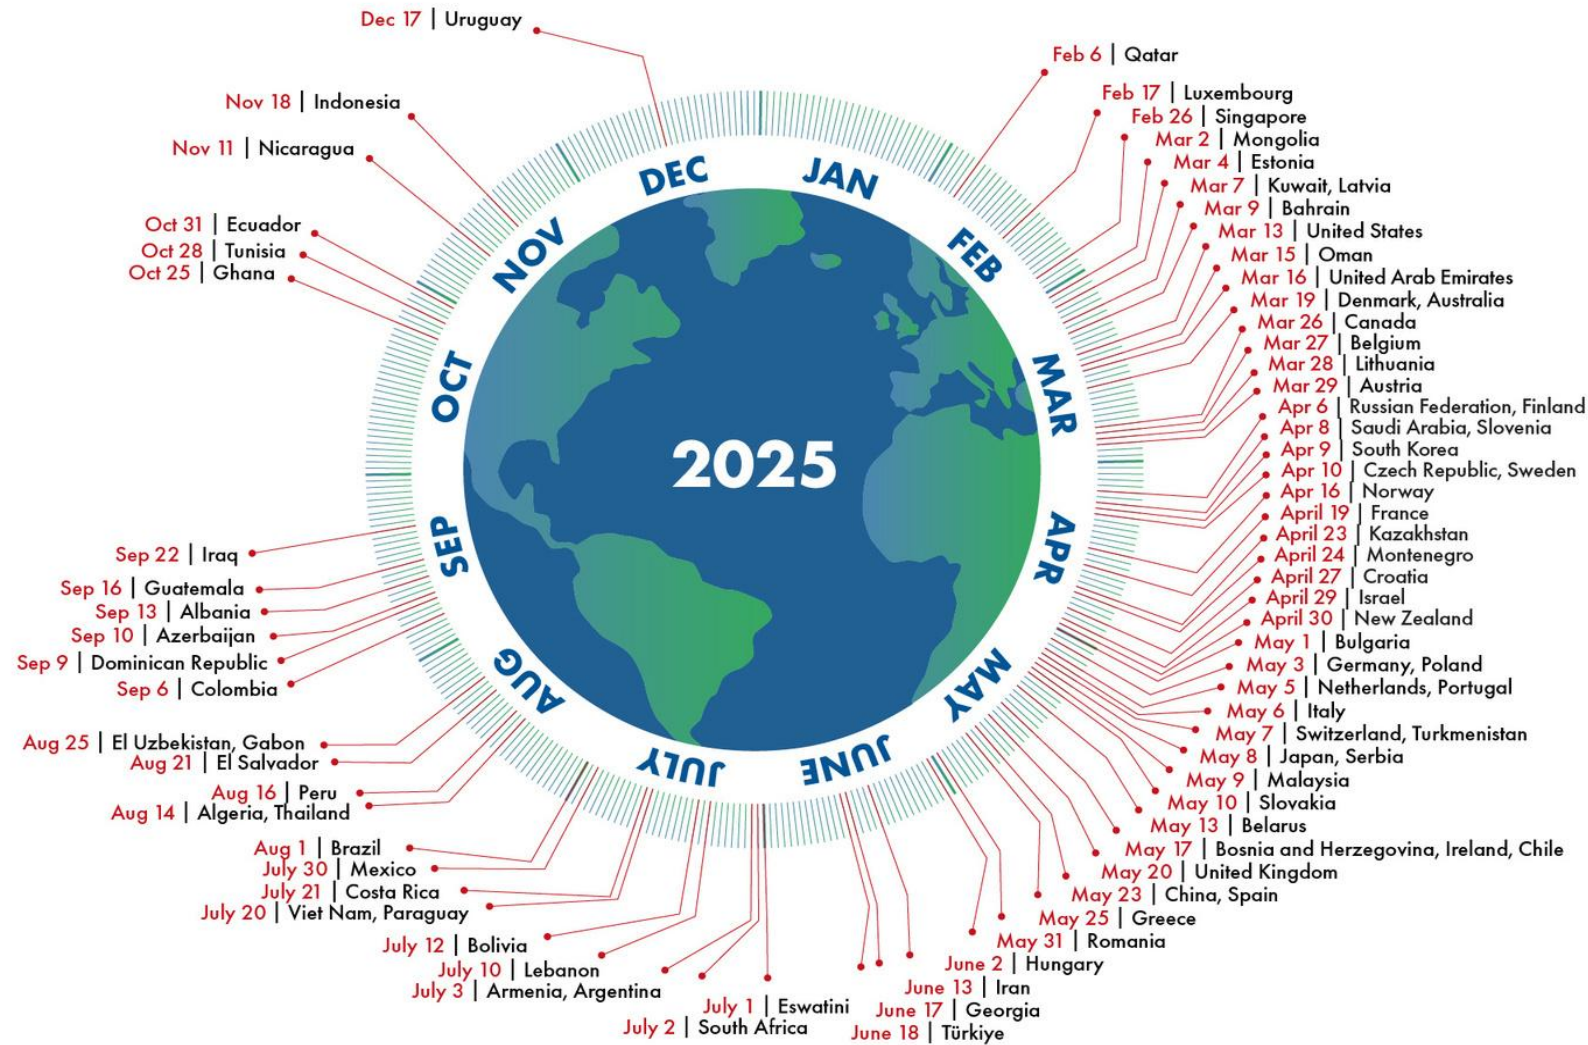 Dec 17 | Uruguay
Nov 18 | Indonesia
Nov 11 | Nicaragua
Oct 31 | Ecuador
Oct 28 | Tunisia
Oct 25 | Ghana
Sep 22 | Iraq
Sep 16 | Guatemala
Sep 13 | Albania
Sep 10 | Azerbaijan
Sep 9 | Dominican Republic
Sep 6 | Colombia
Aug 25 | El Uzbekistan, Gabon
Aug 21 | El Salvador
Aug 16 | Peru
Aug 14 | Algeria, Thailand
Aug 1 | Brazil
July 30 | Mexico
July 21 | Costa Rica
July 20 | Viet Nam, Paraguay
July 12 | Bolivia
July 10 | Lebanon
July 3 | Armenia, Argentina
July 1 | Eswatini
July 2 | South Africa
JAN
FEB
MAR
APR
MAY
JUNE
JULY
AUG
SEP
OCT
NOV
DEC
2025
Feb 6 | Qatar
Feb 17 | Luxembourg
Feb 26 | Singapore
Mar 2 | Mongolia
Mar 4 | Estonia
Mar 7 | Kuwait, Latvia
Mar 9 | Bahrain
Mar 13 | United States
Mar 15 | Oman
Mar 16 | United Arab Emirates
Mar 19 | Denmark, Australia
Mar 26 | Canada
Mar 27 | Belgium
Mar 28 | Lithuania
Mar 29 | Austria
Apr 6 | Russian Federation, Finland
Apr 8 | Saudi Arabia, Slovenia
Apr 9 | South Korea
Apr 10 | Czech Republic, Sweden
Apr 16 | Norway
April 19 | France
April 23 | Kazakhstan
April 24 | Montenegro
April 27 | Croatia
April 29 | Israel
April 30 | New Zealand
May 1 | Bulgaria
May 3 | Germany, Poland
May 5 | Netherlands, Portugal
May 6 | Italy
May 7 | Switzerland, Turkmenistan
May 8 | Japan, Serbia
May 9 | Malaysia
May 10 | Slovakia
May 13 | Belarus
May 17 | Bosnia and Herzegovina, Ireland, Chile
May 20 | United Kingdom
May 23 | China, Spain
May 25 | Greece
May 31 | Romania
June 2 | Hungary
June 13 | Iran
June 17 | Georgia
June 18 | Türkiye